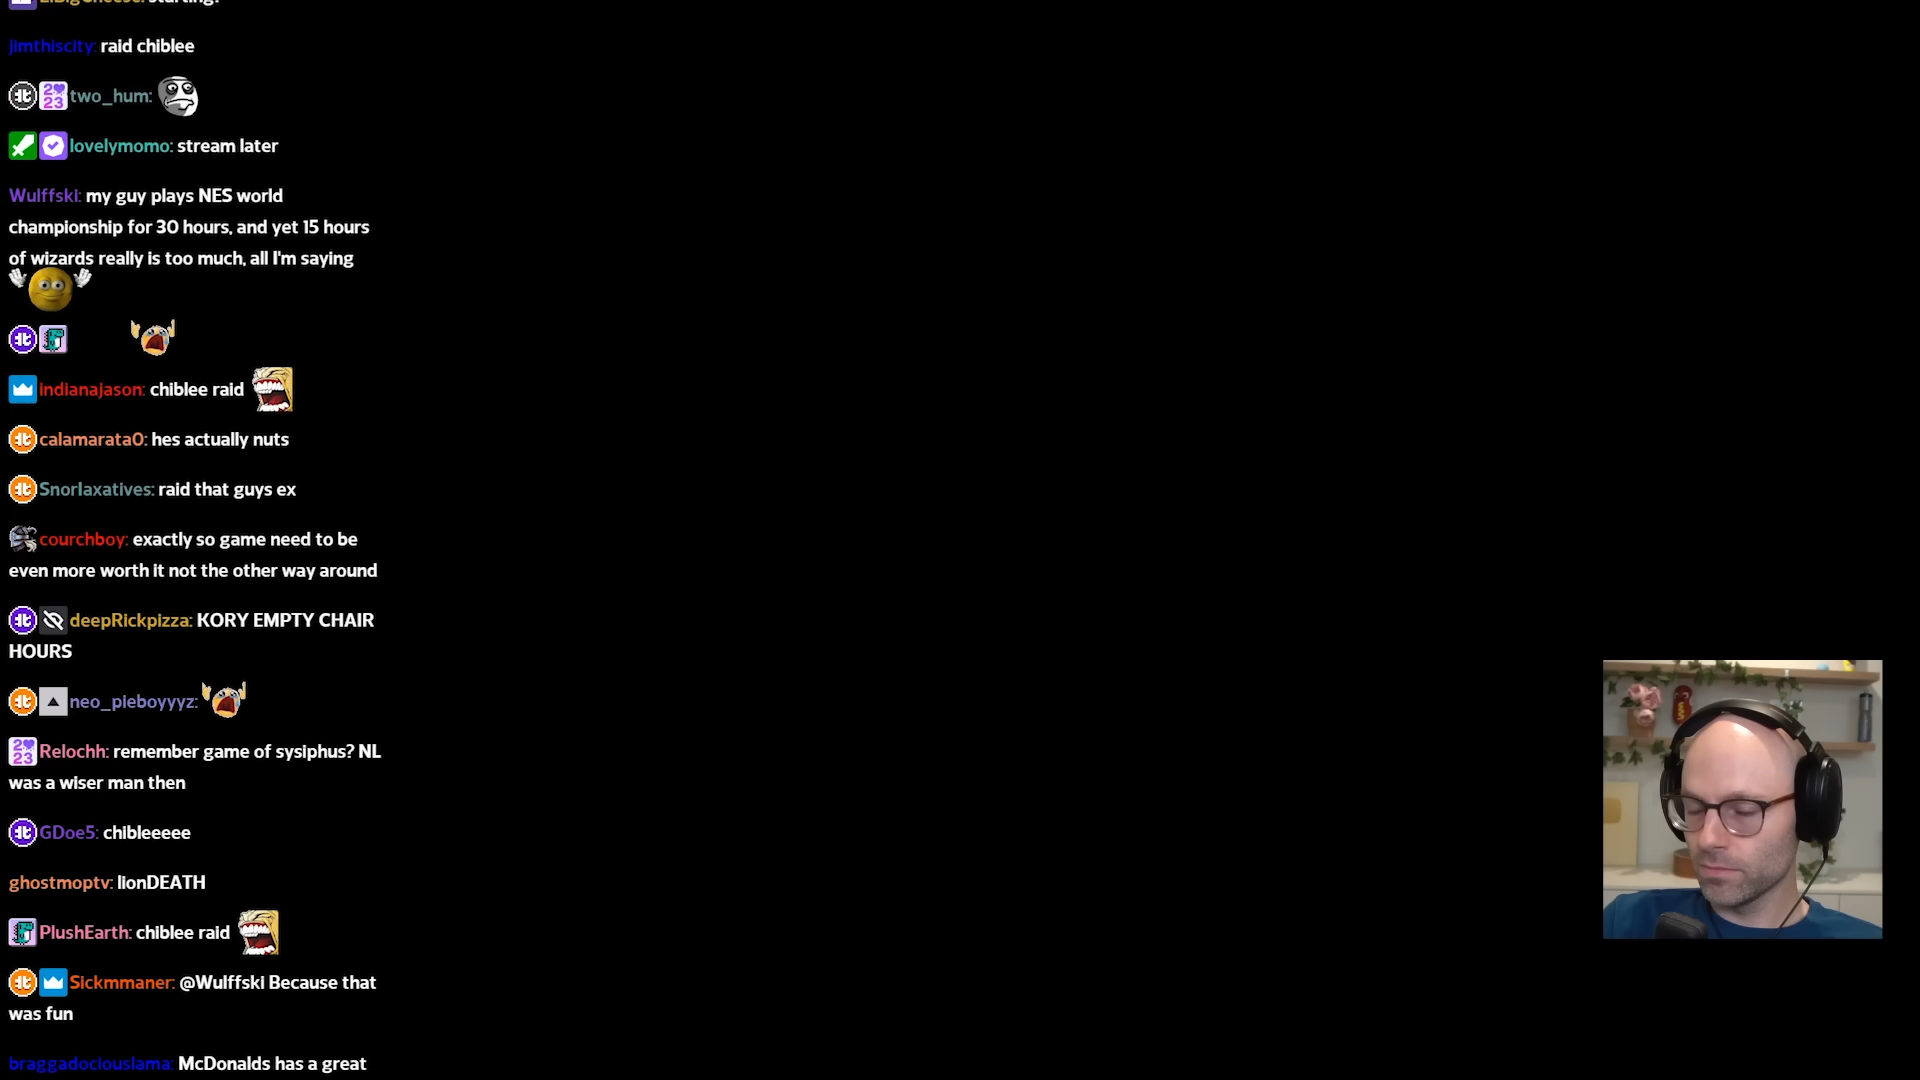 jimthiscity: raid chiblee
two_hum:
lovelymomo: stream later
Wulffski: my guy plays NES world
championship for 30 hours, and yet 15 hours
of wizards really is too much, all I'm saying
indianajason: chiblee raid
calamarata0: hes actually nuts
Snorlaxatives: raid that guys ex
courchboy: exactly so game need to be
even more worth it not the other way around
deepRickpizza: KORY EMPTY CHAIR
HOURS
neo_pieboyyyz:
Relochh: remember game of sysiphus? NL
was a wiser man then
GDoe5: chibleeeee
ghostmoptv: lionDEATH
PlushEarth: chiblee raid
Sickmmaner: @Wulffski Because that
was fun
braggadociouslama: McDonalds has a great